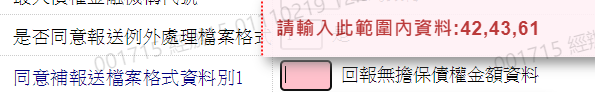 請輸入此範圍內資料:42,43,61
是否同意報送例外處理檔案格式
同意補報送檔案格式資料別1
回報無擔保債權金額資料
001715
001715